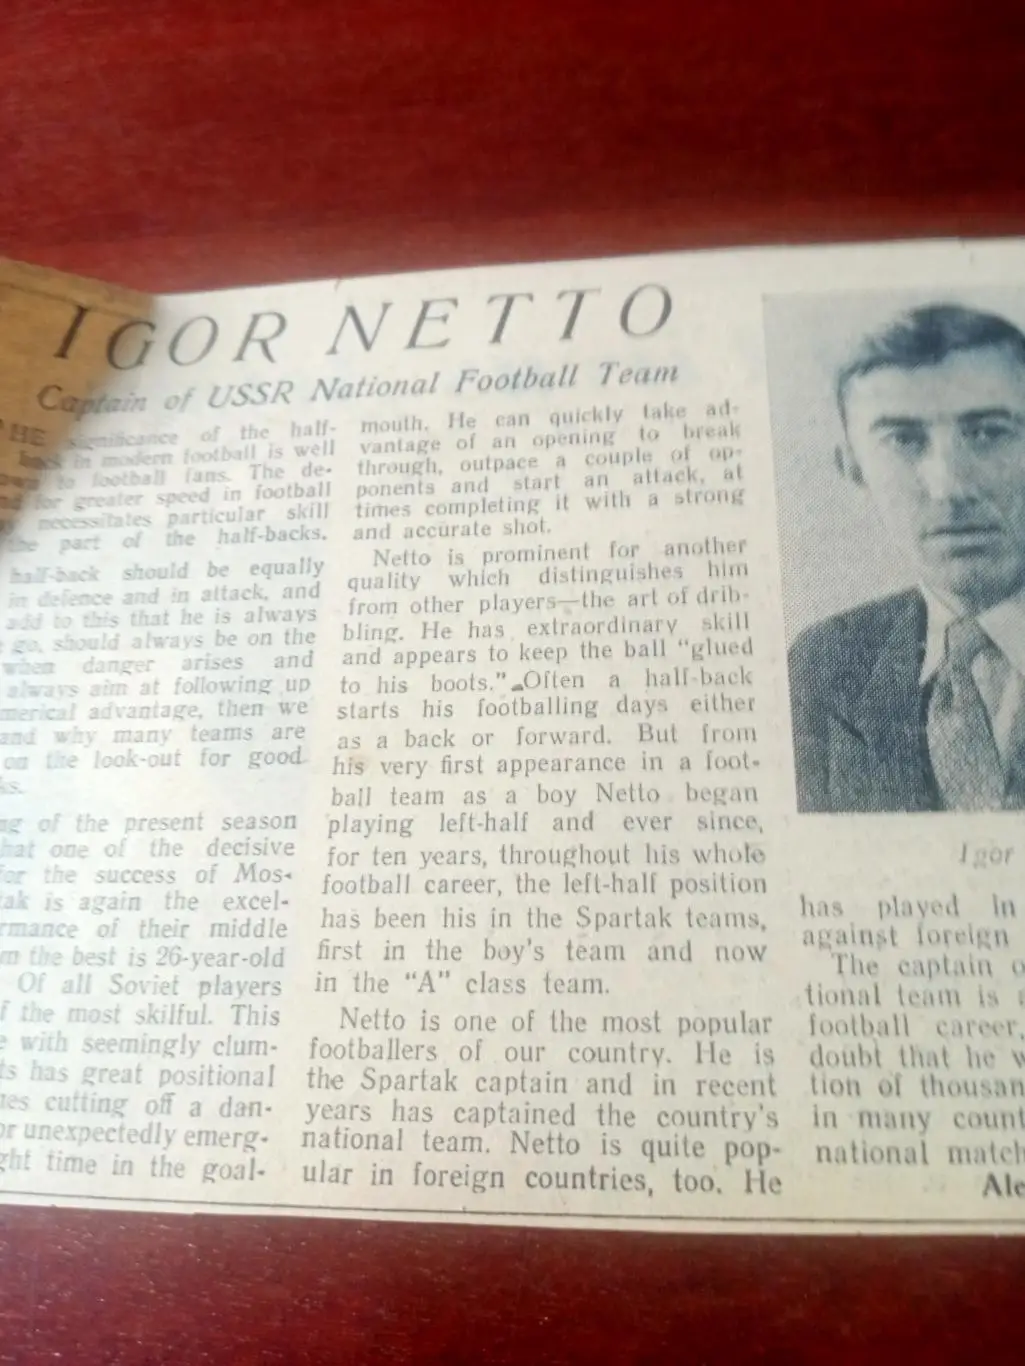 IGOR NETTO
Captain of USSR National Football Team
THE significance of the half-
back in modern football is well
to football fans. The de-
for greater speed in football
necessitates particular skill
the part of the half-backs.
half-back should be equally
in defence and in attack, and
add to this that he is always
go, should always be on the
when danger arises and
always aim at following up
merical advantage, then we
and why many teams are
on the look-out for good
ks.
ng of the present season
hat one of the decisive
for the success of Mos-
tak is again the excel-
rmance of their middle
m the best is 26-year-old
Of all Soviet players
f the most skilful. This
e with seemingly clum-
ts has great positional
mes cutting off a dan-
or unexpectedly emerg-
ght time in the goal-
mouth. He can quickly take ad-
vantage of an opening to break
through, outpace a couple of op-
ponents and start an attack, at
times completing it with a strong
and accurate shot.
Netto is prominent for another
quality which distinguishes him
from other players—the art of drib-
bling. He has extraordinary skill
and appears to keep the ball "glued
to his boots." Often a half-back
starts his footballing days either
as a back or forward. But from
his very first appearance in a foot-
ball team as a boy Netto began
playing left-half and ever since,
for ten years, throughout his whole
football career, the left-half position
has been his in the Spartak teams,
first in the boy's team and now
in the "A" class team.
Netto is one of the most popular
footballers of our country. He is
the Spartak captain and in recent
years has captained the country's
national team. Netto is quite pop-
ular in foreign countries, too. He
Igor
has played in
against foreign
The captain o
tional team is
football career,
doubt that he w
tion of thousan
in many count
national match
Ale